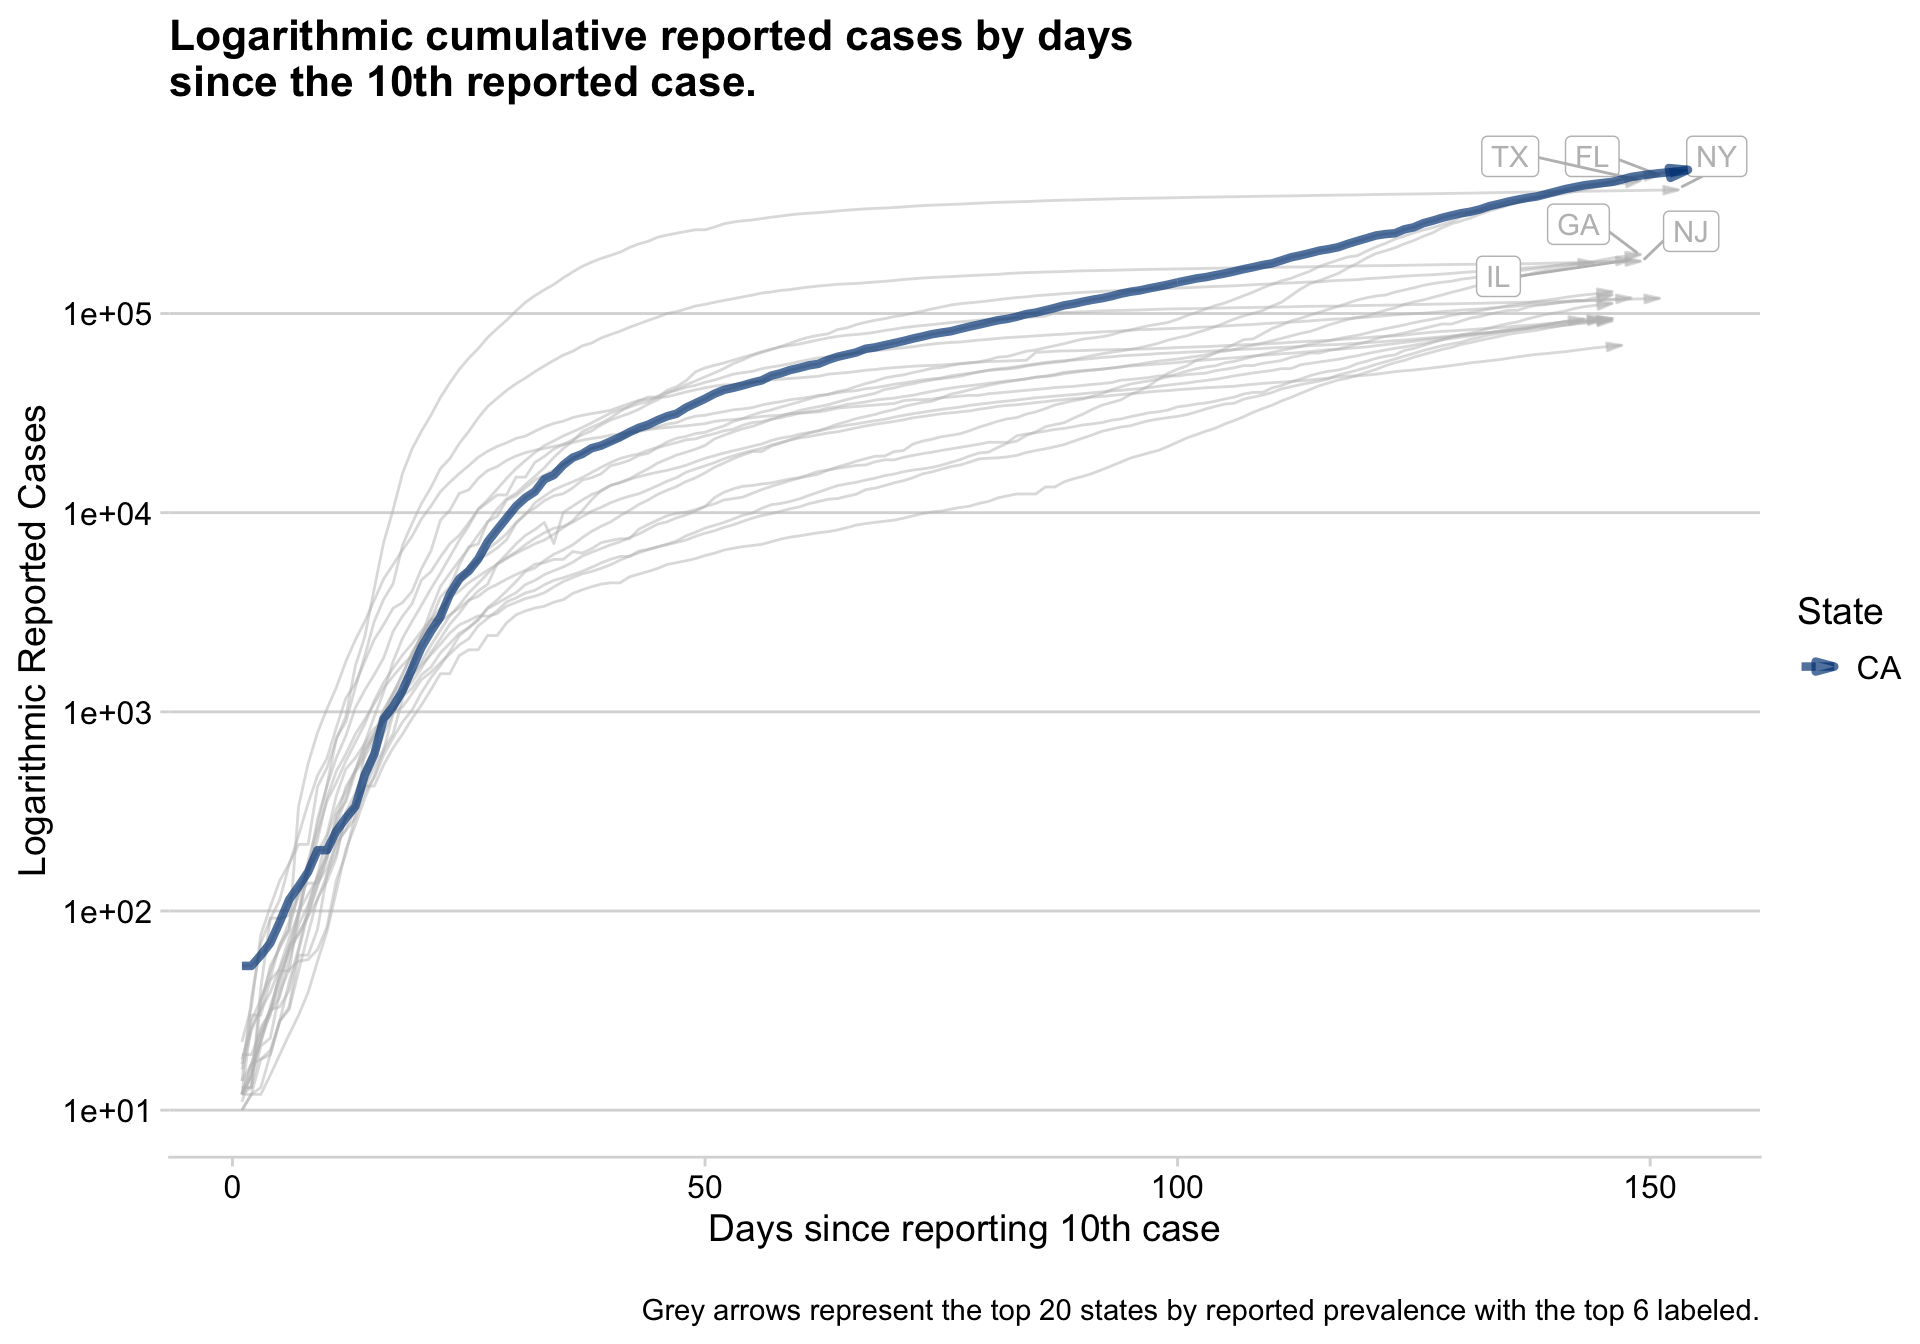 Logarithmic cumulative reported cases by days
since the 10th reported case.
TX FL NY
GA NJ
IL
1e+05
1e+04
1e+03
1e+02
1e+01
Logarithmic Reported Cases
0 50 100 150
Days since reporting 10th case
State
CA
Grey arrows represent the top 20 states by reported prevalence with the top 6 labeled.